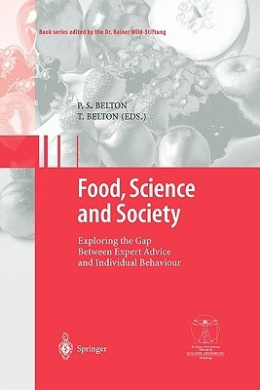 Book series edited by the Dr. Rainer Wild-Stiftung
P. S. BELTON
T. BELTON (EDS.)
Food, Science
and Society
Exploring the Gap
Between Expert Advice
and Individual Behaviour
Springer